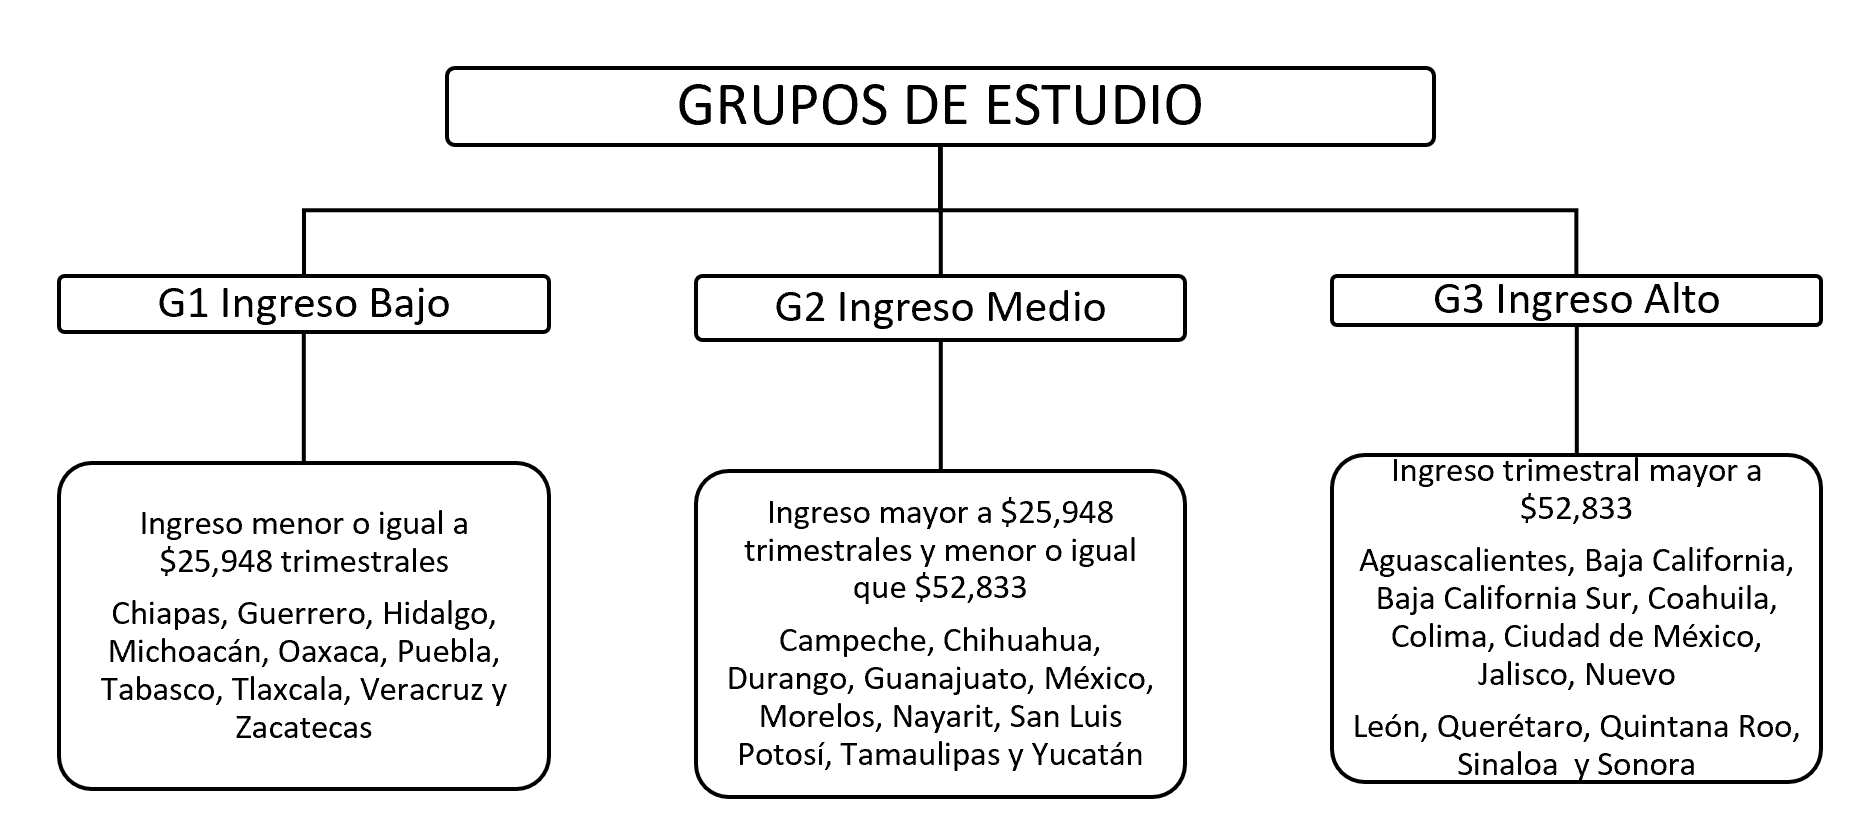 GRUPOS DE ESTUDIO
G1 Ingreso Bajo
Ingreso menor o igual a
$25,948 trimestrales
Chiapas, Guerrero, Hidalgo,
Michoacán, Oaxaca, Puebla,
Tabasco, Tlaxcala, Veracruz y
Zacatecas
G2 Ingreso Medio
Ingreso mayor a $25,948
trimestrales y menor o igual
que $52,833
Campeche, Chihuahua,
Durango, Guanajuato, México,
Morelos, Nayarit, San Luis
Potosí, Tamaulipas y Yucatán
G3 Ingreso Alto
Ingreso trimestral mayor a
$52,833
Aguascalientes, Baja California,
Baja California Sur, Coahuila,
Colima, Ciudad de México,
Jalisco, Nuevo
León, Querétaro, Quintana Roo,
Sinaloa  y Sonora